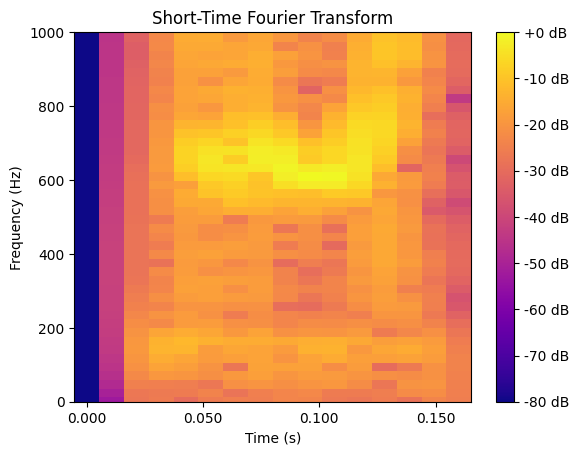 Short-Time Fourier Transform
Frequency (Hz)
1000
800
600
400
200
0
0.000
0.050
0.100
0.150
Time (s)
+0 dB
-10 dB
-20 dB
-30 dB
-40 dB
-50 dB
-60 dB
-70 dB
-80 dB